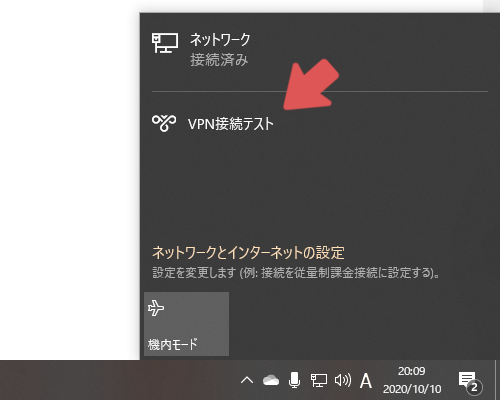 ネットワーク
接続済み
VPN接続テスト
ネットワークとインターネットの設定
設定を変更します (例: 接続を従量制課金接続に設定する)。
機内モード
A
20:09
2020/10/10
2